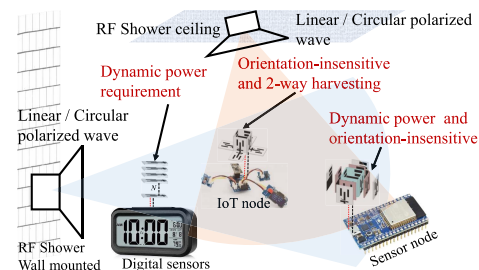 RF Shower ceiling
Linear / Circular polarized
wave
Dynamic power
requirement
Orientation-insensitive
and 2-way harvesting
Linear / Circular
polarized wave
Dynamic power and
orientation-insensitive
N
IoT node
10:00
RF Shower
Wall mounted
Digital sensors
Sensor node